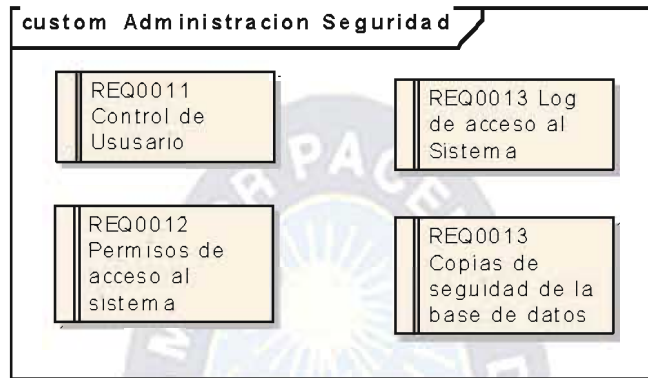 custom Administracion Seguridad
REQ0011
Control de
Ususario
REQ0013 Log
de acceso al
Sistema
REQ0012
Permisos de
acceso al
sistema
REQ0013
Copias de
seguidad de la
base de datos